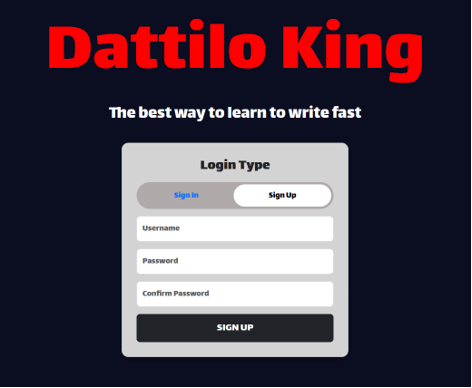 Dattilo King
The best way to learn to write fast
Login Type
Sign In
Sign Up
Username
Password
Confirm Password
SIGN UP